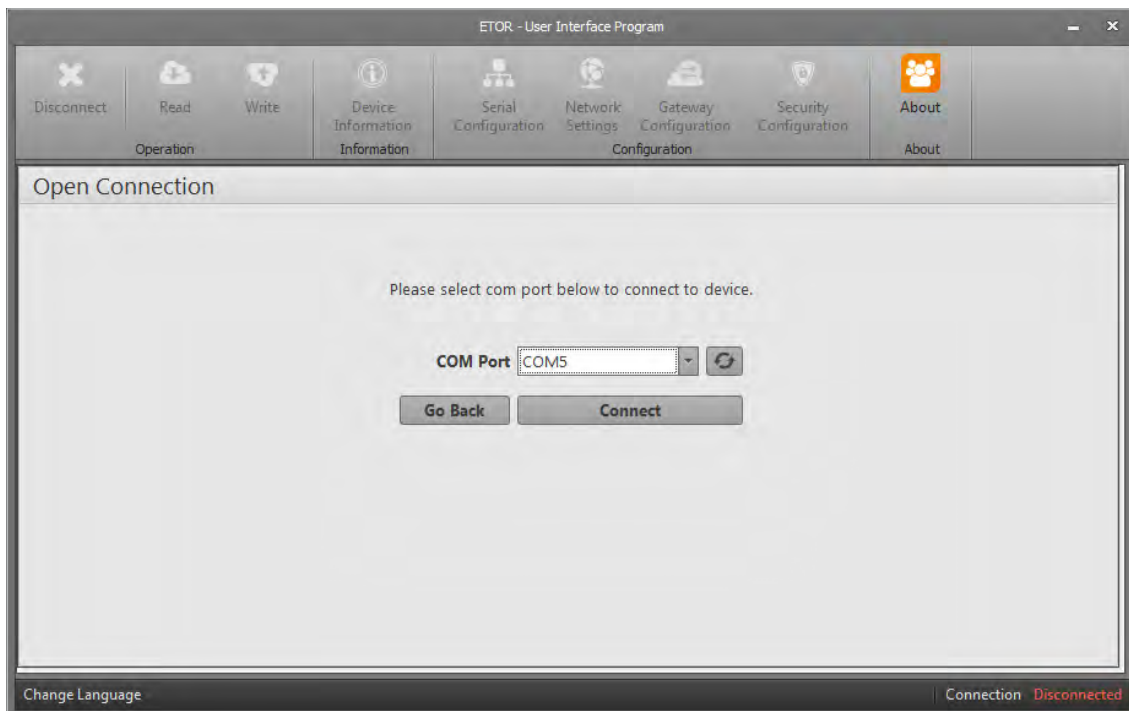 ETOR - User Interface Program
Disconnect Read Write Device Information Serial Configuration Network Settings Gateway Configuration Security Configuration About
Operation Information Configuration About
Open Connection
Please select com port below to connect to device.
COM Port COM5
Go Back Connect
Change Language Connection Disconnected